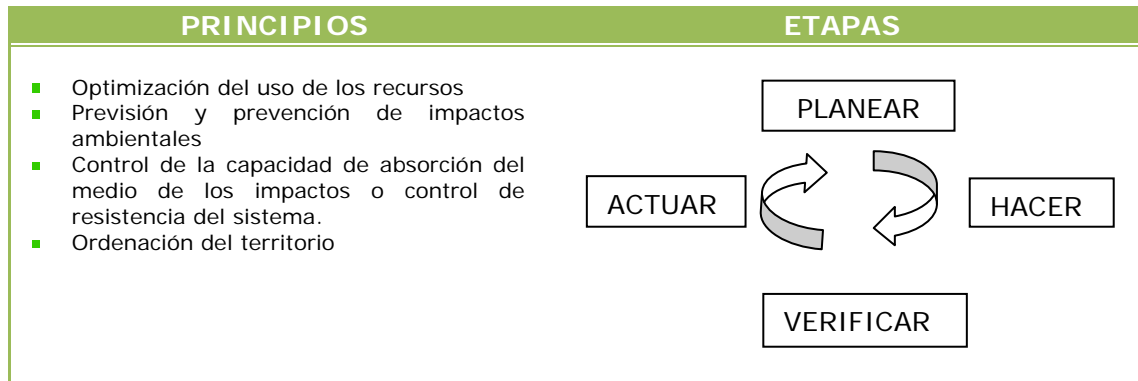 PRINCIPIOS
ETAPAS
Optimización del uso de los recursos
Previsión y prevención de impactos
ambientales
Control de la capacidad de absorción del
medio de los impactos o control de
resistencia del sistema.
Ordenación del territorio
PLANEAR
ACTUAR
HACER
VERIFICAR